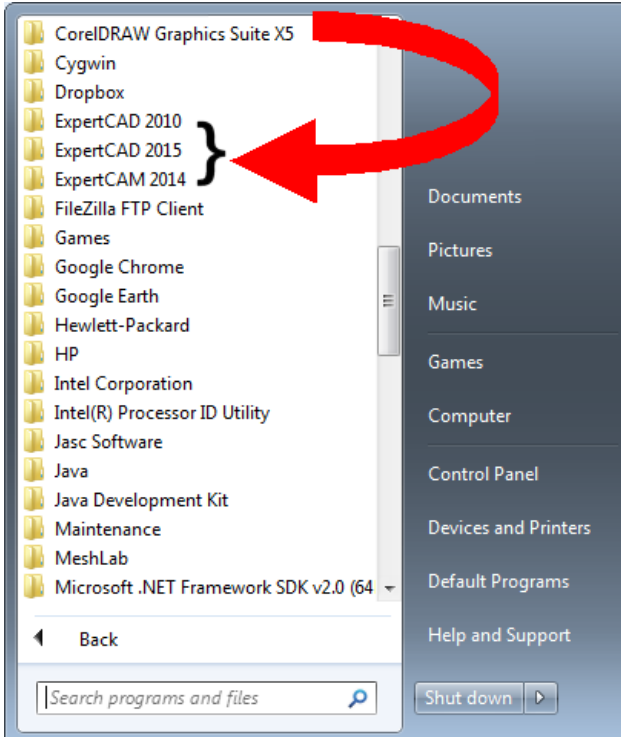 CorelDRAW Graphics Suite X5
Cygwin
Dropbox
ExpertCAD 2010
ExpertCAD 2015
ExpertCAM 2014
FileZilla FTP Client
Games
Google Chrome
Google Earth
Hewlett-Packard
HP
Intel Corporation
Intel(R) Processor ID Utility
Jasc Software
Java
Java Development Kit
Maintenance
MeshLab
Microsoft .NET Framework SDK v2.0 (64
Back
Search programs and files
}
Documents
Pictures
Music
Games
Computer
Control Panel
Devices and Printers
Default Programs
Help and Support
Shut down